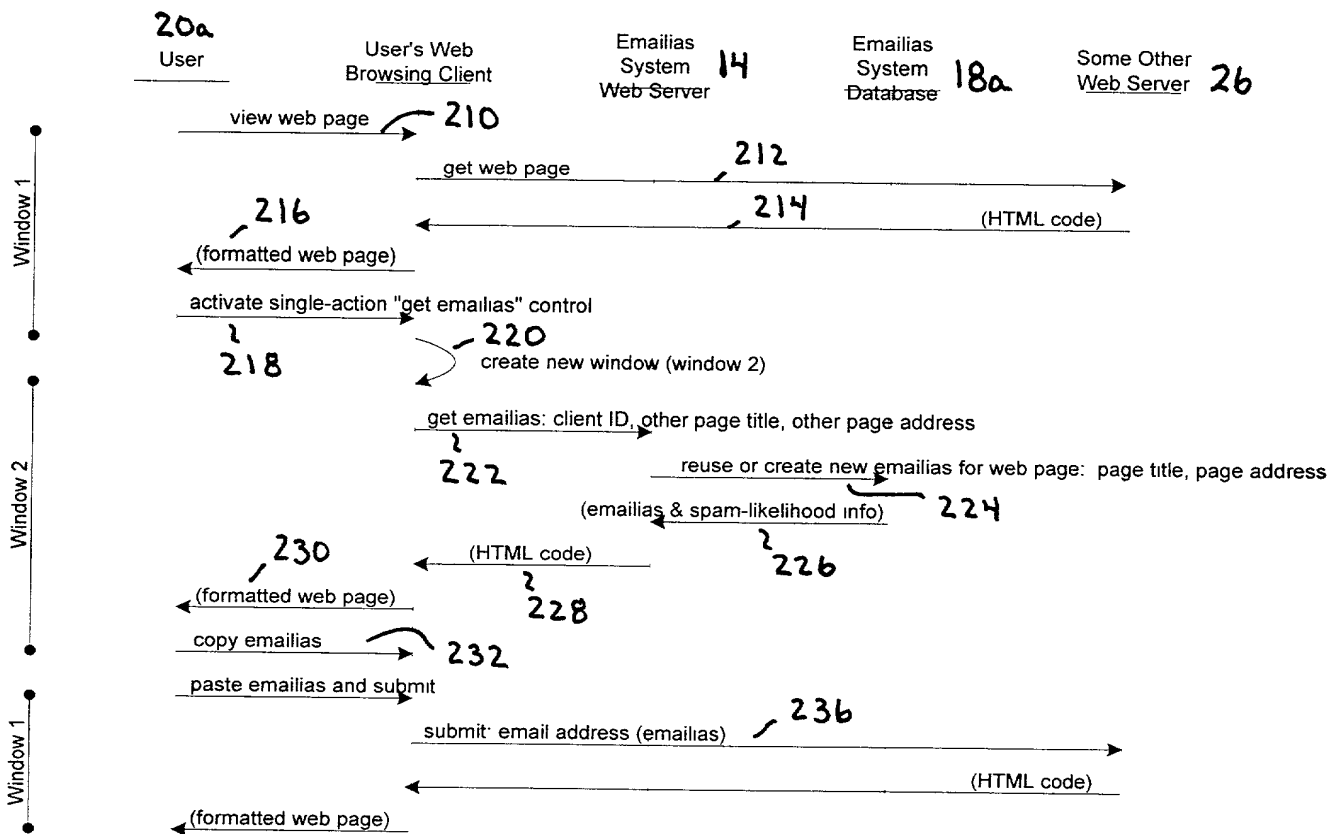 20a
User
User's Web
Browsing Client
Emailias
System
Web Server
14
Emailias
System
Database
18a
Some Other
Web Server
26
Window 1
view web page
210
get web page
212
214
(HTML code)
216
(formatted web page)
activate single-action "get emailias" control
218
220
create new window (window 2)
Window 2
get emailias: client ID, other page title, other page address
222
reuse or create new emailias for web page: page title, page address
224
(emailias & spam-likelihood info)
226
(HTML code)
228
230
(formatted web page)
copy emailias
232
Window 1
paste emailias and submit
submit: email address (emailias)
236
(HTML code)
(formatted web page)